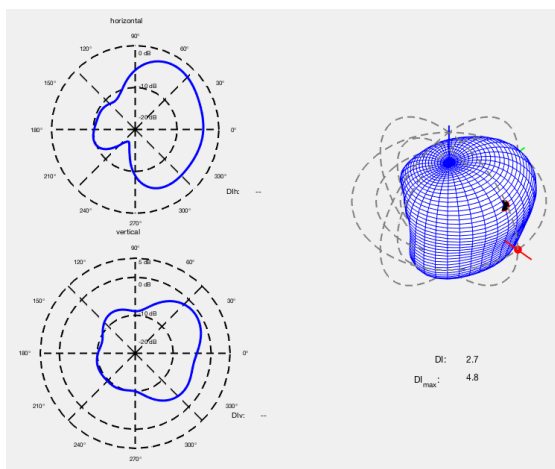 horizontal
90°
120°
60°
0 dB
150°
30°
-10 dB
-20 dB
180°
0°
210°
330°
DIh: --
240°
300°
270°
vertical
90°
120°
5 dB
60°
0 dB
150°
30°
-10 dB
-20 dB
180°
0°
DI: 2.7
DImax: 4.8
210°
330°
DIv: --
240°
300°
270°